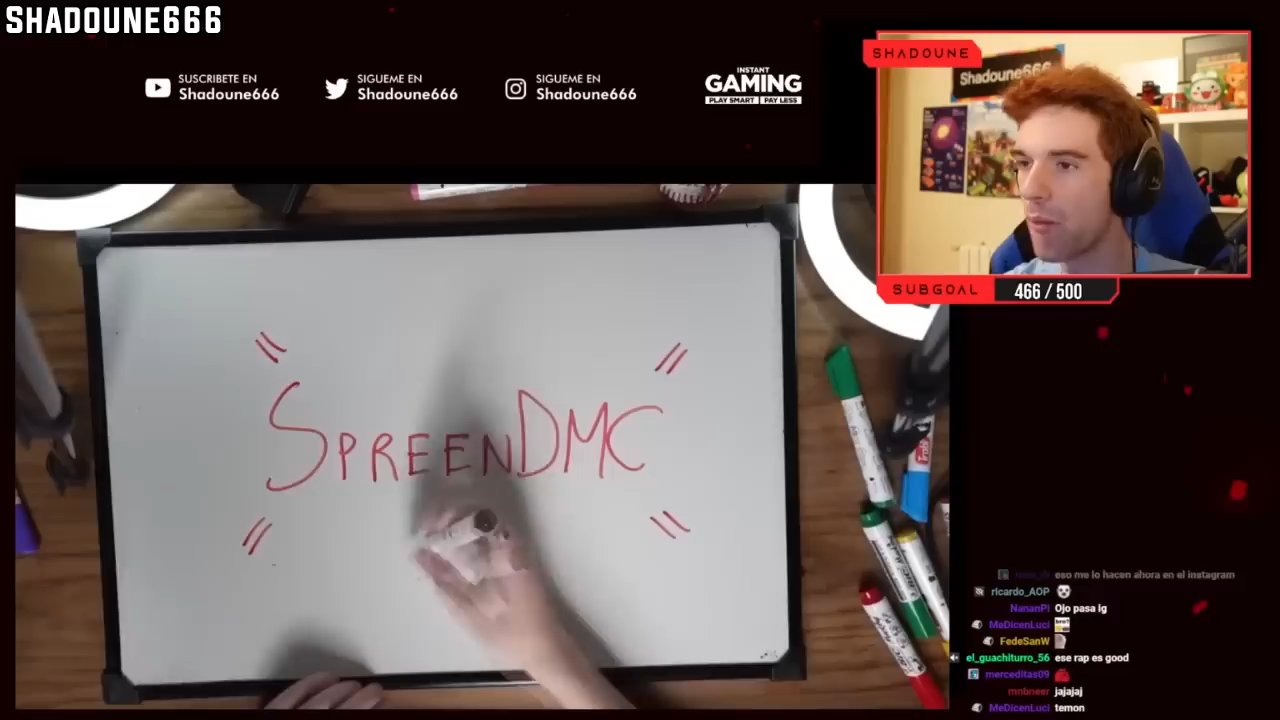 SHADOUNE666
SUSCRIBETE EN
Shadoune666
SIGUEME EN
Shadoune666
SIGUEME EN
Shadoune666
INSTANT
GAMING
PLAY SMART | PAY LESS
SHADOUNE
Shadoune666
SUBGOAL 466 / 500
SPREENDMC
eso me lo hacen ahora en el instagram
ricardo_AOP
NananPi Ojo pasa lg
MeDicenLuci
FedeSanW
el_guachiturro_56 ese rap es good
merceditas09
mnbneer jajajaj
MeDicenLuci temon